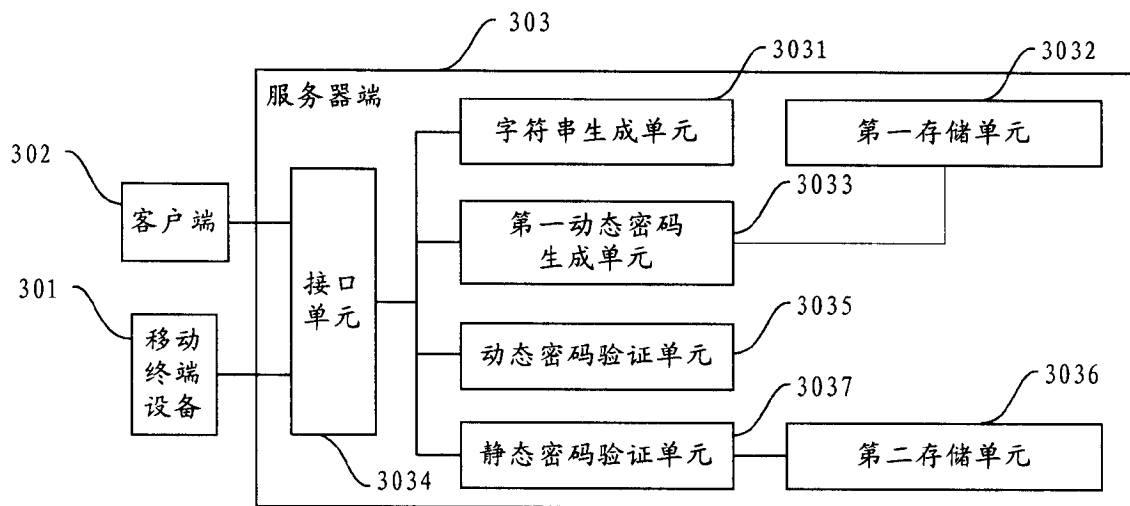 303
3031
3032
服务器端
字符串生成单元
第一存储单元
302
3033
客户端
第一动态密码
生成单元
接口
单元
301
3035
移动
终端
设备
动态密码验证单元
3037
3036
静态密码验证单元
第二存储单元
3034